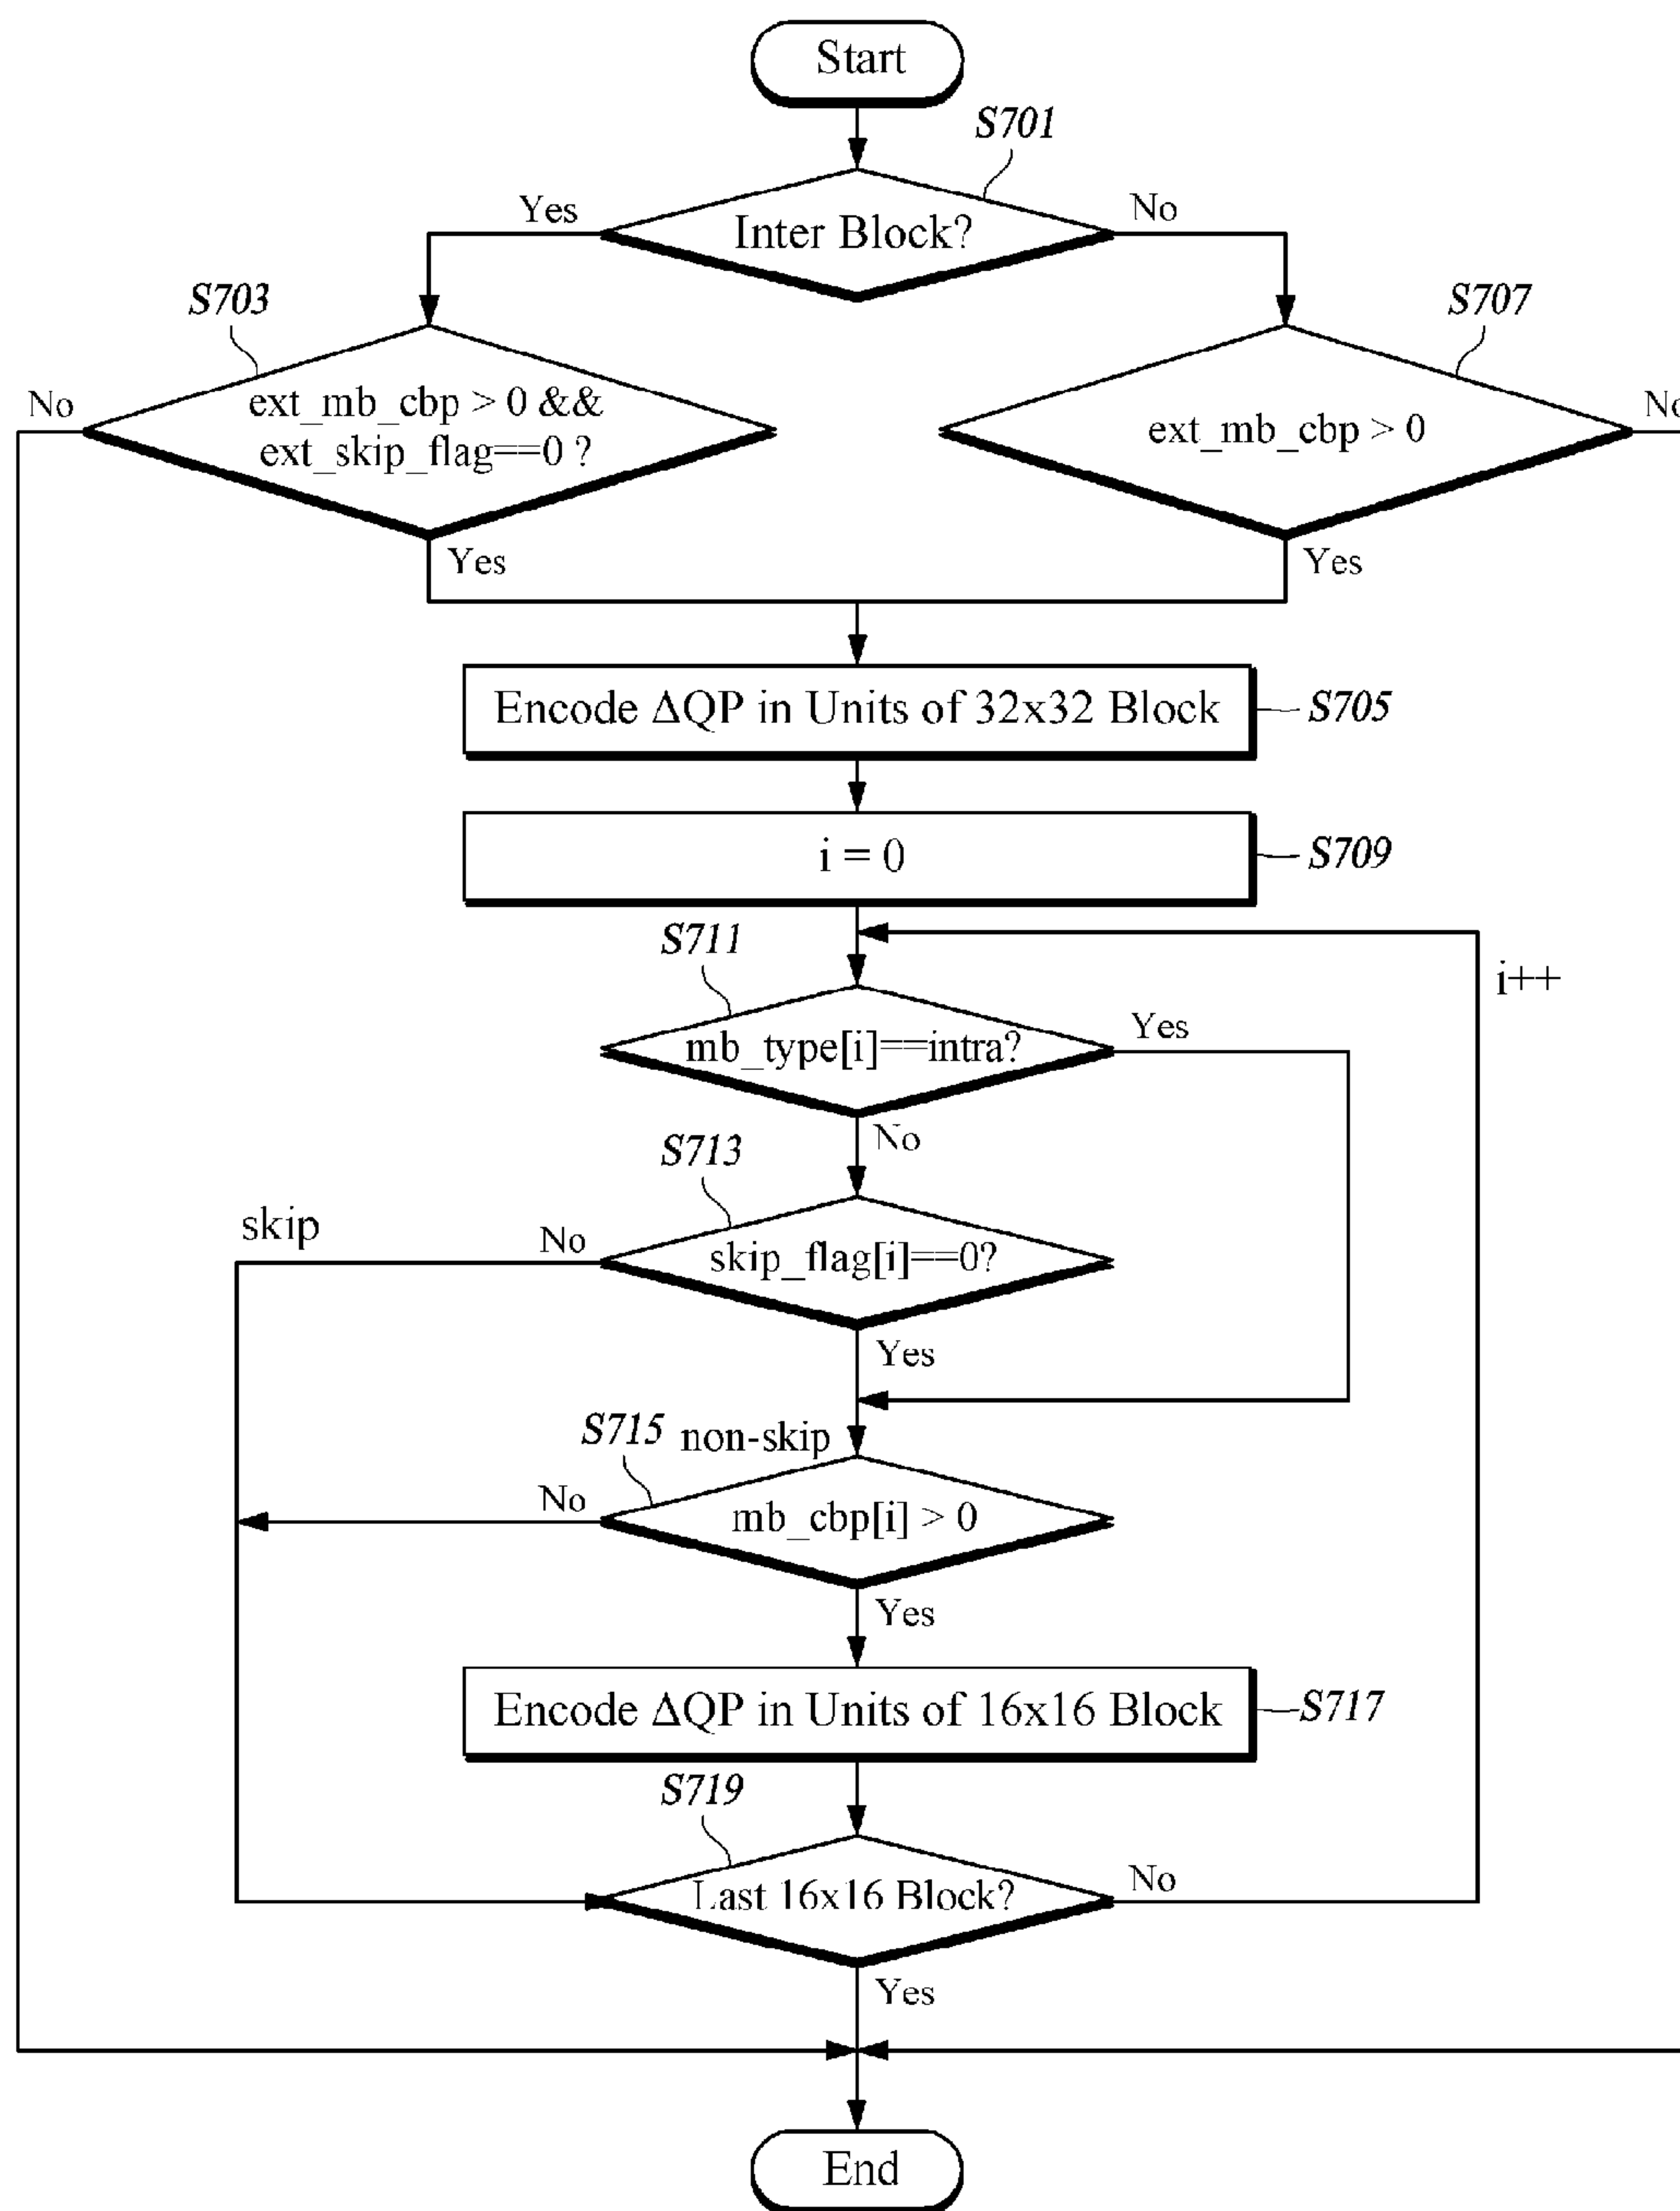 Start
S701
Yes
No
Inter Block?
S703
S707
No
ext_mb_cbp > 0 &&
ext_skip_flag==0 ?
ext_mb_cbp > 0
No
Yes
Yes
Encode ΔQP in Units of 32x32 Block
S705
i = 0
S709
S711
i++
mb_type[i]==intra?
Yes
No
S713
skip
No
skip_flag[i]==0?
Yes
S715
non-skip
No
mb_cbp[i] > 0
Yes
Encode ΔQP in Units of 16x16 Block
S717
S719
Last 16x16 Block?
No
Yes
End